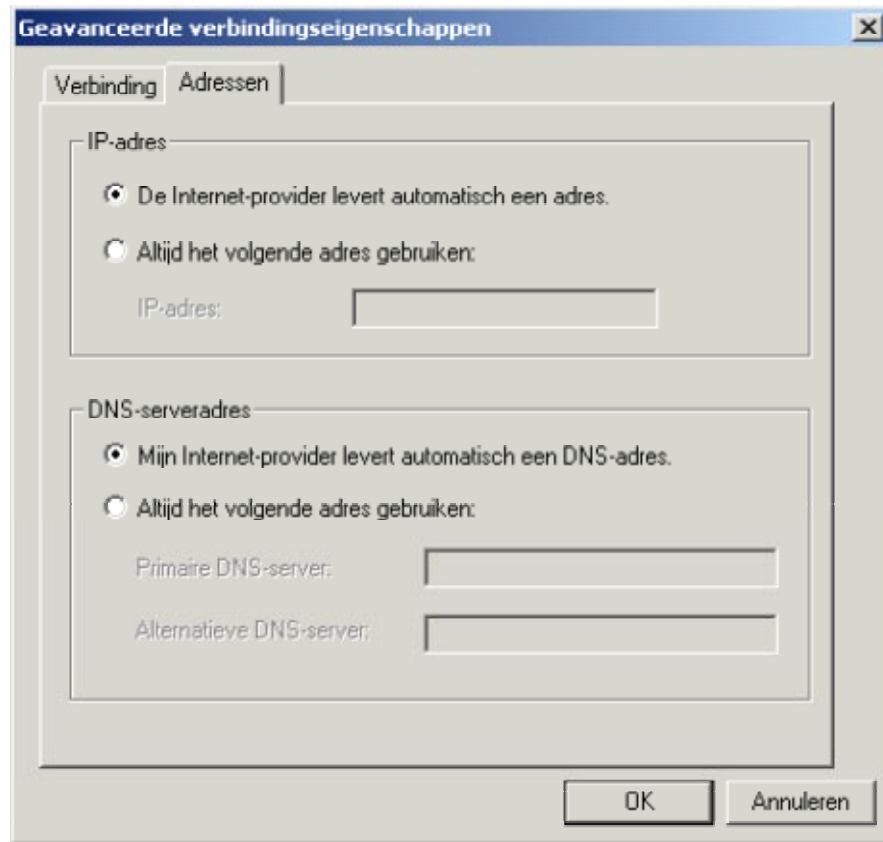 Geavanceerde verbindingseigenschappen
Verbinding
Adressen
IP-adres
De Internet-provider levert automatisch een adres.
Altijd het volgende adres gebruiken:
IP-adres:
DNS-serveradres
Mijn Internet-provider levert automatisch een DNS-adres.
Altijd het volgende adres gebruiken:
Primaire DNS-server:
Alternatieve DNS-server:
OK
Annuleren